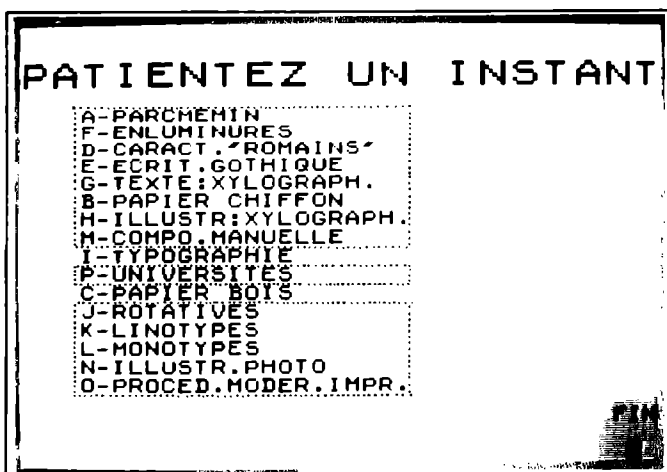 PATIENTEZ UN INSTANT
A-PARCHEMIN
F-ENLUMINURES
D-CARACT."ROMAINS"
E-ECRIT.GOTHIQUE
G-TEXTE:XYLOGRAPH.
B-PAPIER CHIFFON
H-ILLUSTR:XYLOGRAPH.
M-COMPO.MANUELLE
I-TYPOGRAPHIE
P-UNIVERSITES
C-PAPIER BOIS
J-ROTATIVES
K-LINOTYPES
L-MONOTYPES
N-ILLUSTR.PHOTO
O-PROCED.MODER.IMPR.